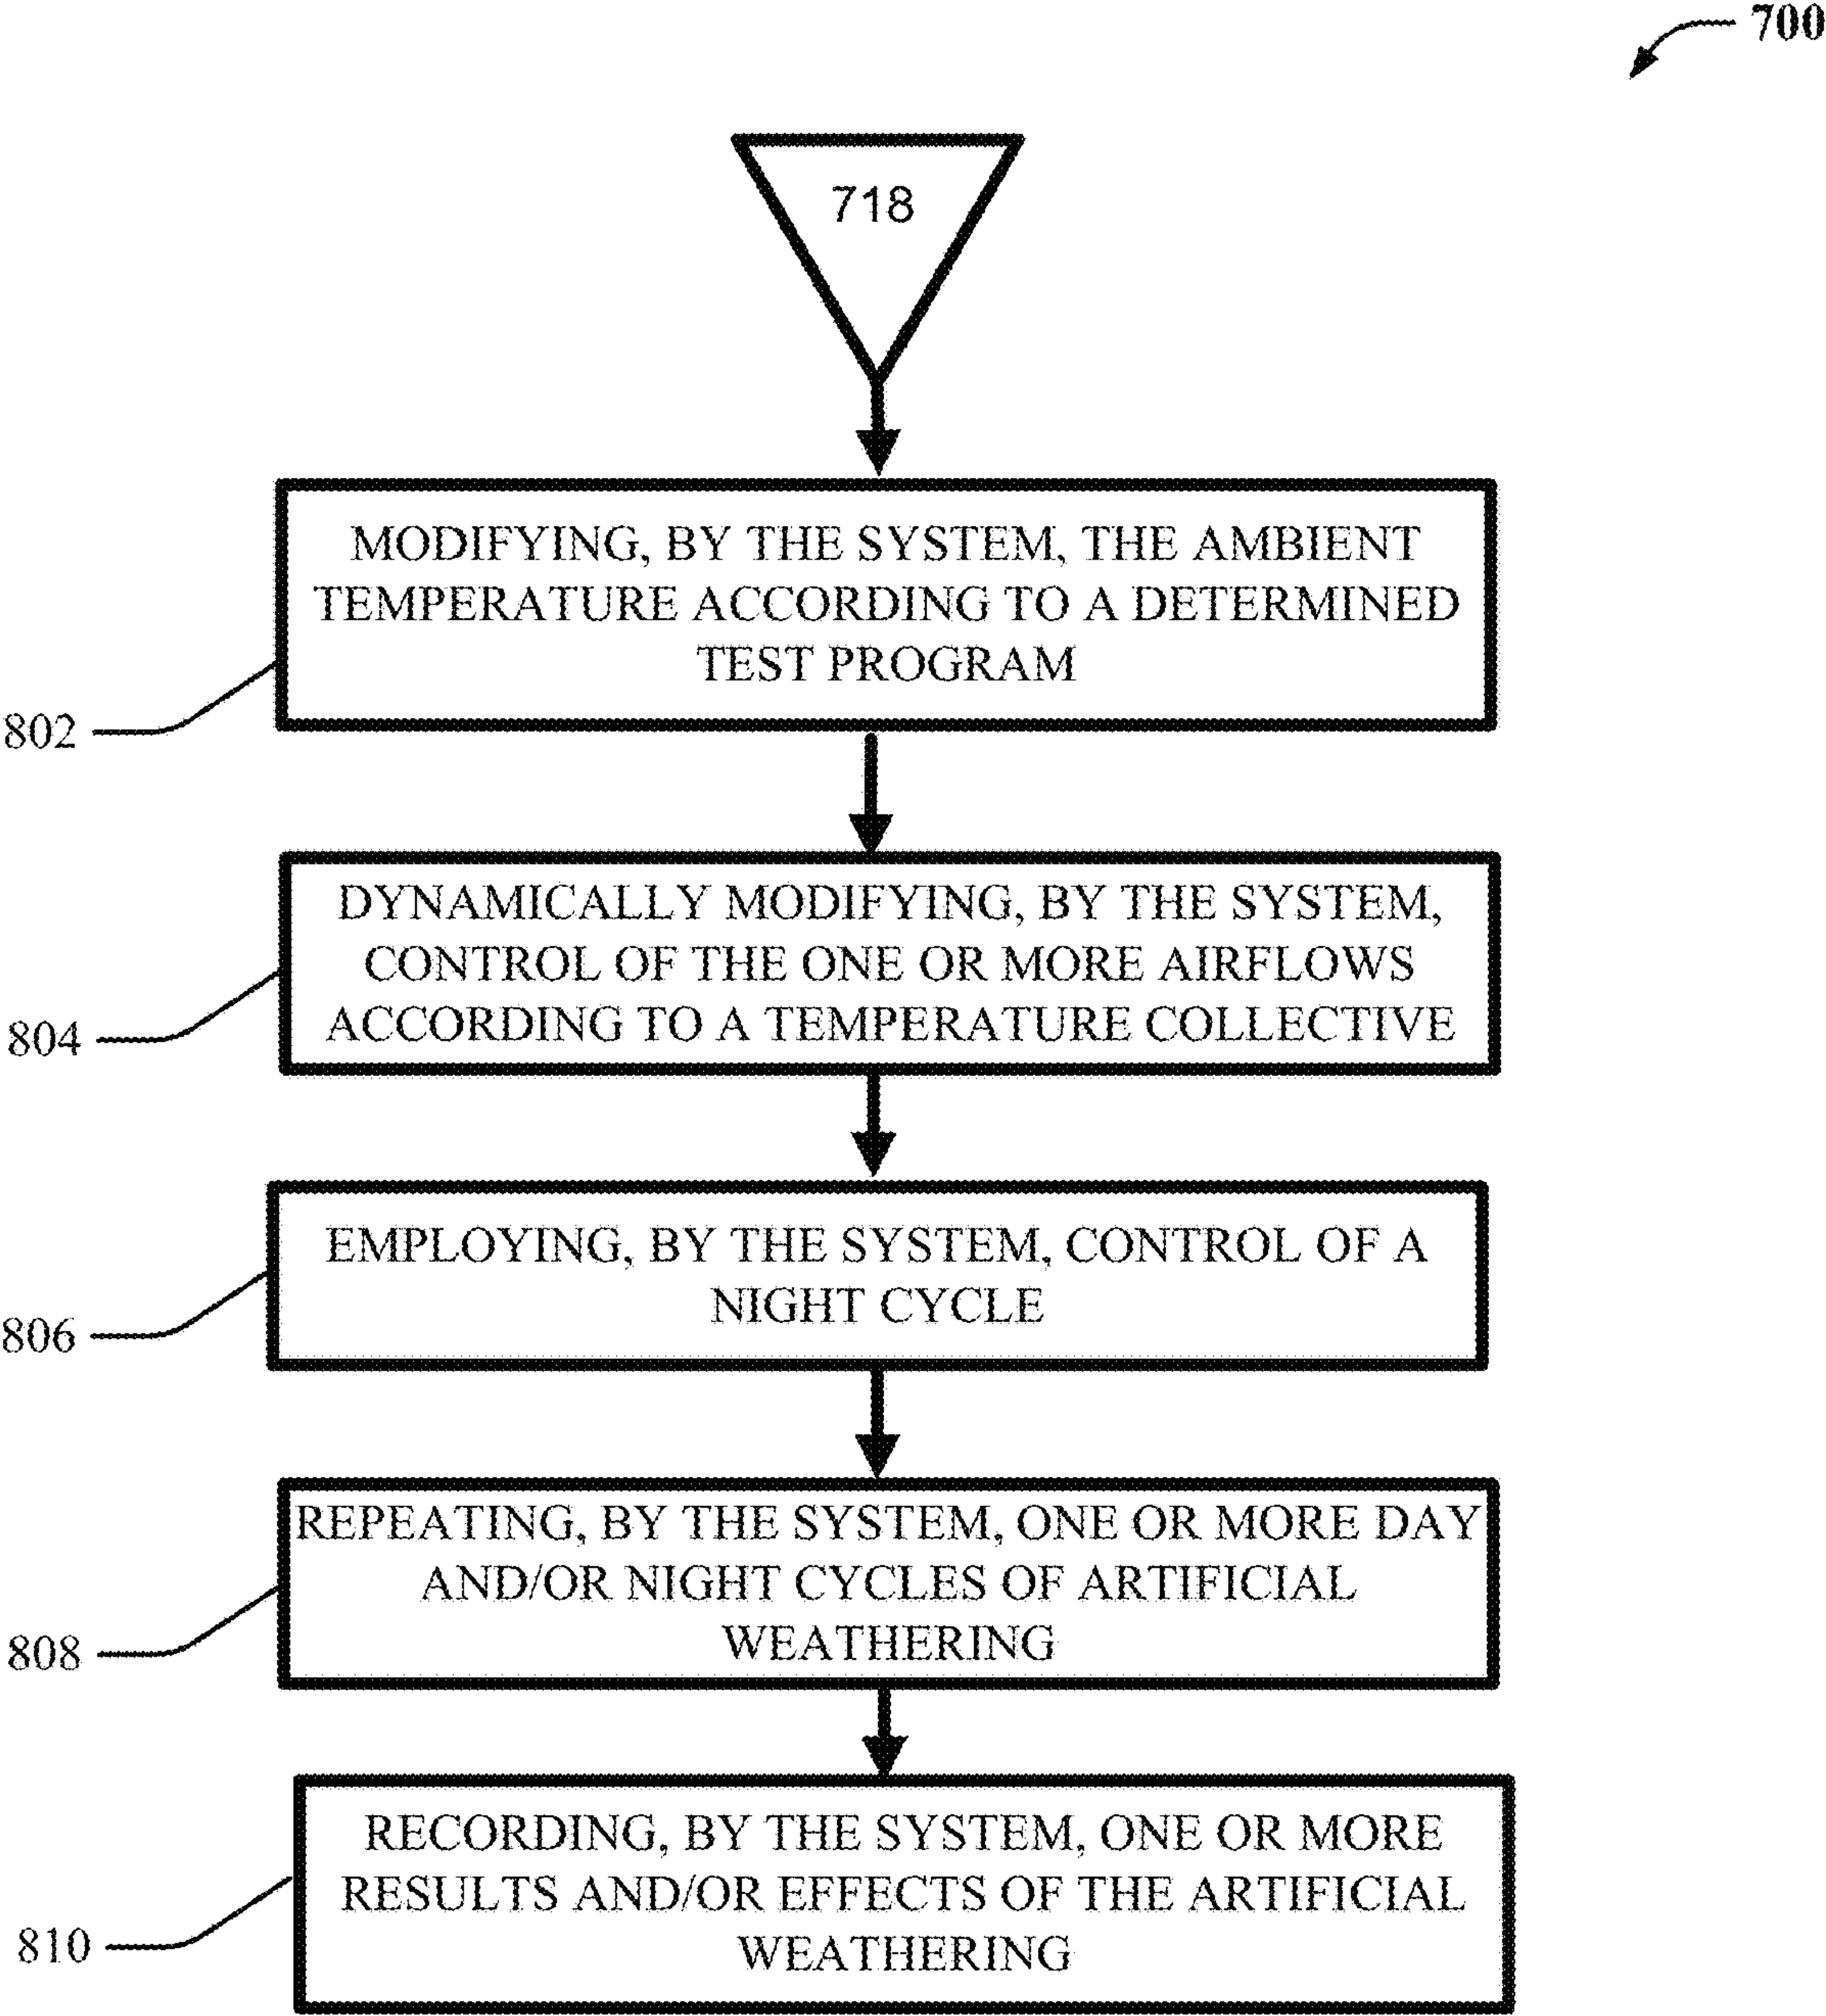 700
718
MODIFYING, BY THE SYSTEM, THE AMBIENT
TEMPERATURE ACCORDING TO A DETERMINED
TEST PROGRAM
802
DYNAMICALLY MODIFYING, BY THE SYSTEM,
CONTROL OF THE ONE OR MORE AIRFLOWS
ACCORDING TO A TEMPERATURE COLLECTIVE
804
EMPLOYING, BY THE SYSTEM, CONTROL OF A
NIGHT CYCLE
806
REPEATING, BY THE SYSTEM, ONE OR MORE DAY
AND/OR NIGHT CYCLES OF ARTIFICIAL
WEATHERING
808
RECORDING, BY THE SYSTEM, ONE OR MORE
RESULTS AND/OR EFFECTS OF THE ARTIFICIAL
WEATHERING
810